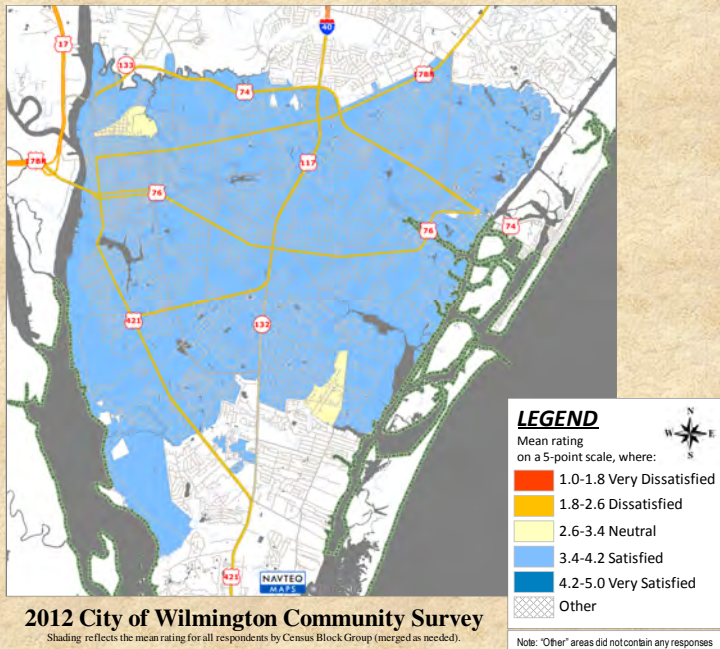 17
133
40
74
17BR
17BR
117
76
76
74
421
132
421
NAVTEQ
MAPS
LEGEND
N
W E
S
Mean rating
on a 5-point scale, where:
1.0-1.8 Very Dissatisfied
1.8-2.6 Dissatisfied
2.6-3.4 Neutral
3.4-4.2 Satisfied
4.2-5.0 Very Satisfied
Other
2012 City of Wilmington Community Survey
Shading reflects the mean rating for all respondents by Census Block Group (merged as needed).
Note: "Other" areas did not contain any responses